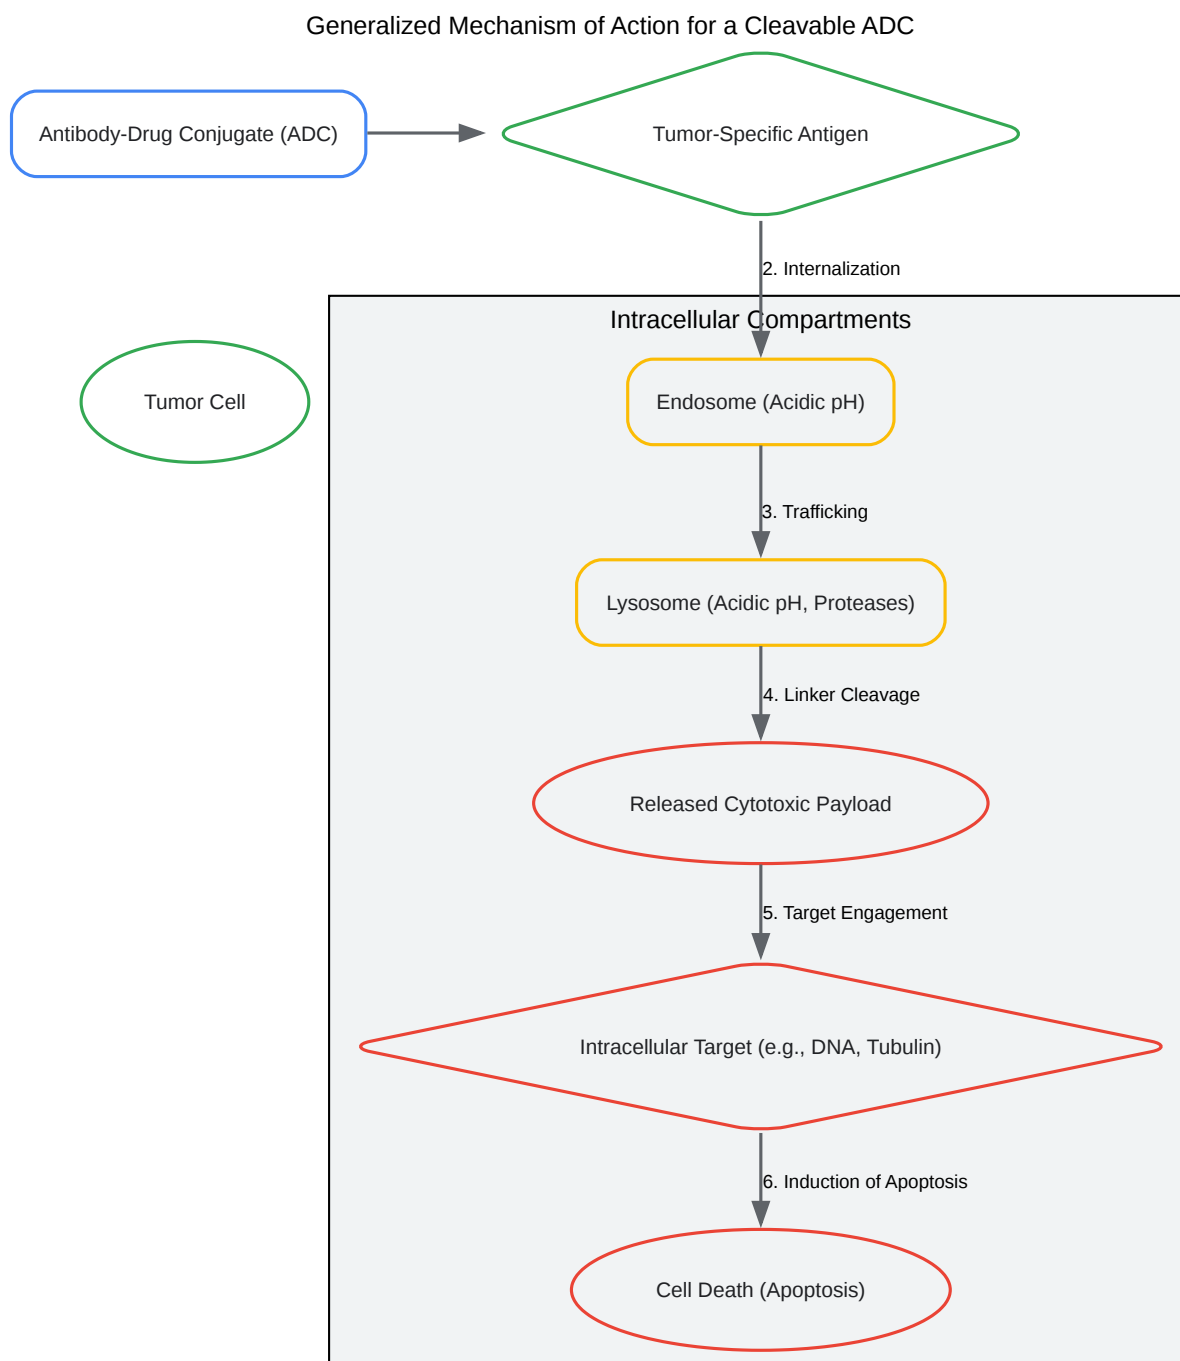 Generalized Mechanism of Action for a Cleavable ADC
Antibody-Drug Conjugate (ADC)
Tumor-Specific Antigen
2. Internalization
Intracellular Compartments
Tumor Cell
Endosome (Acidic pH)
3. Trafficking
Lysosome (Acidic pH, Proteases)
4. Linker Cleavage
Released Cytotoxic Payload
5. Target Engagement
Intracellular Target (e.g., DNA, Tubulin)
6. Induction of Apoptosis
Cell Death (Apoptosis)